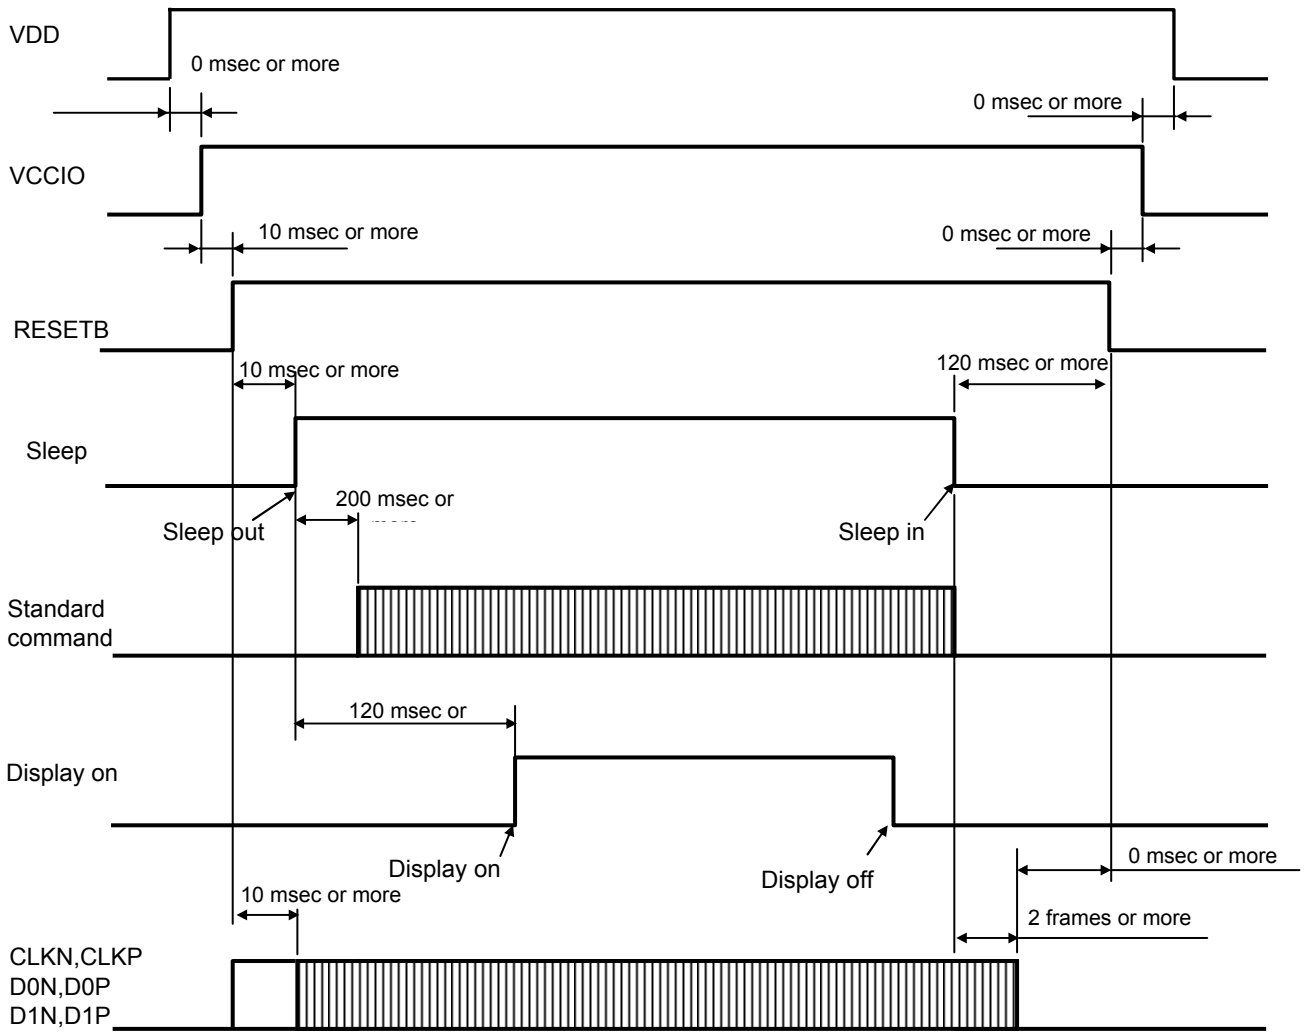 VDD
0 msec or more
0 msec or more
VCCIO
10 msec or more
0 msec or more
RESETB
10 msec or more
120 msec or more
Sleep
200 msec or
Sleep out
Sleep in
Standard
command
120 msec or
Display on
Display on
Display off
0 msec or more
10 msec or more
2 frames or more
CLKN,CLKP
D0N,D0P
D1N,D1P